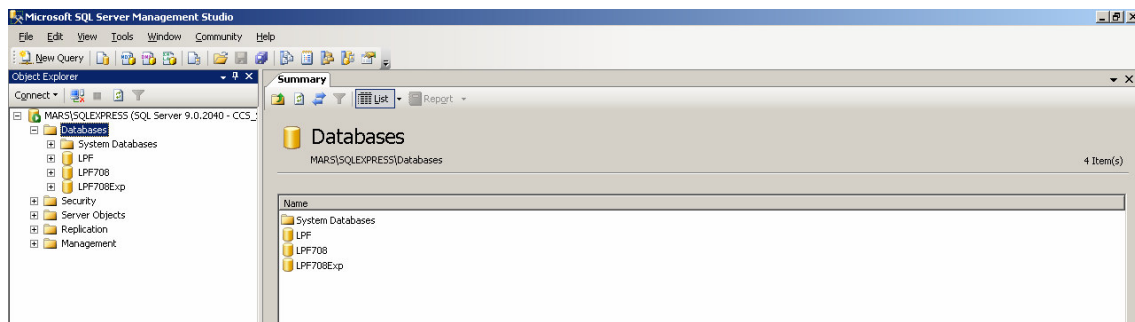 Microsoft SQL Server Management Studio
File Edit View Tools Window Community Help
New Query
Object Explorer
Connect
MARS\SQLEXPRESS (SQL Server 9.0.2040 - CCS_
Databases
System Databases
LPF
LPF708
LPF708Exp
Security
Server Objects
Replication
Management
Summary
List Report
Databases
MARS\SQLEXPRESS\Databases 4 Item(s)
Name
System Databases
LPF
LPF708
LPF708Exp